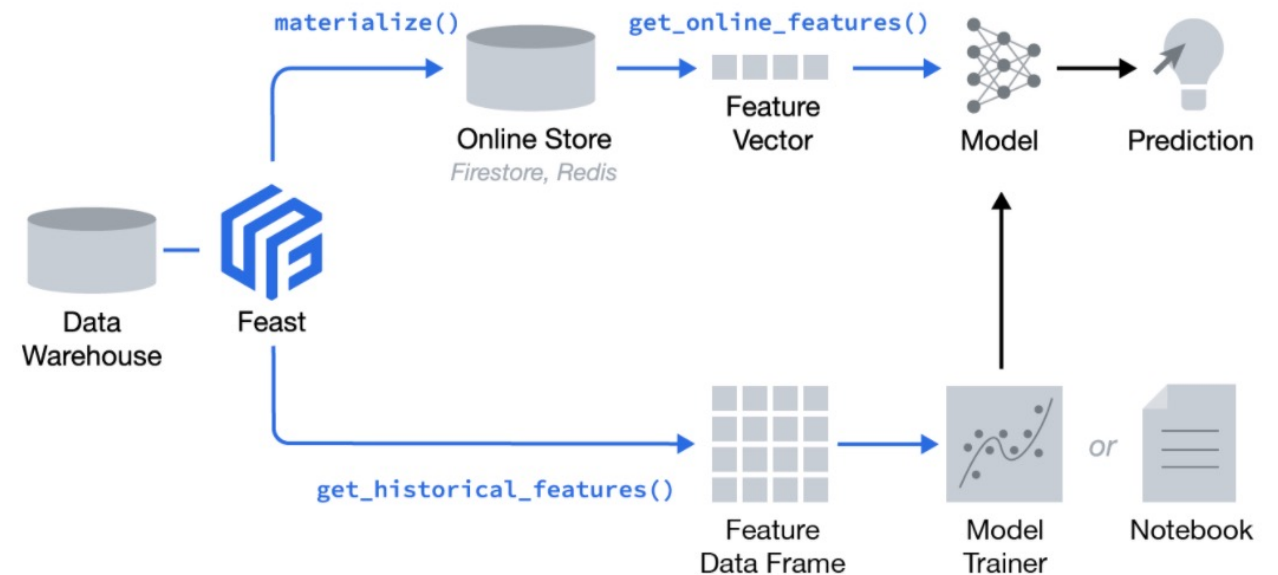 materialize()
get_online_features()
Feature
Vector
Online Store
Firestore, Redis
Model
Prediction
Data
Warehouse
Feast
get_historical_features()
Feature
Data Frame
Model
Trainer
or
Notebook